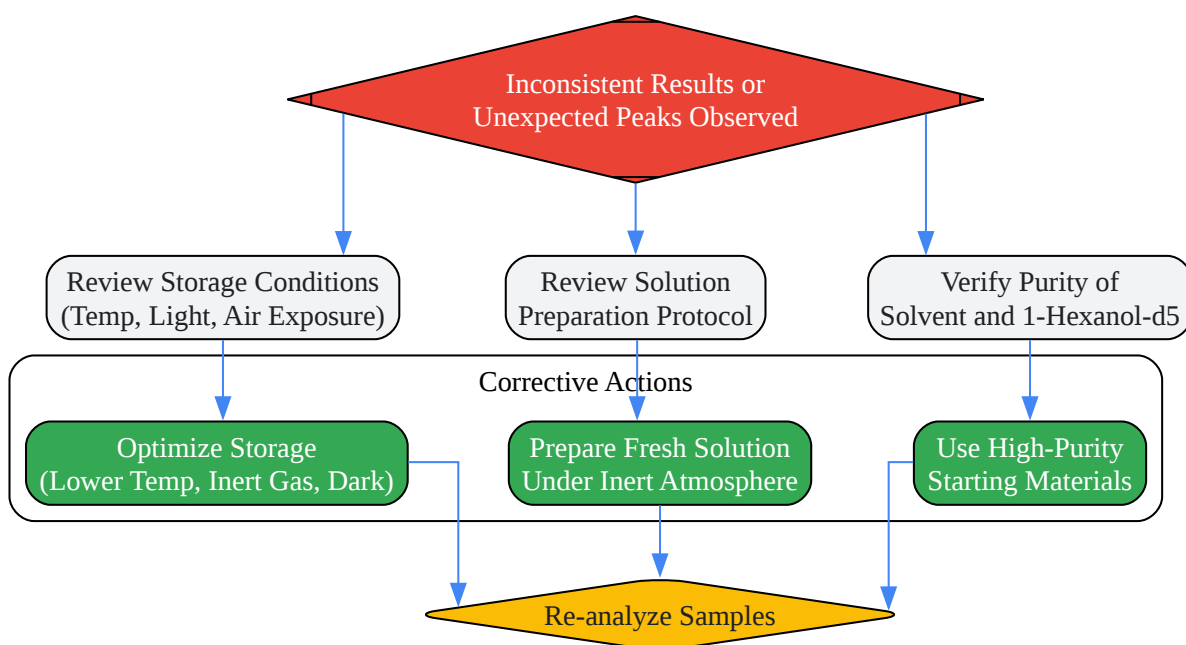 Inconsistent Results or
Unexpected Peaks Observed
Review Storage Conditions
(Temp, Light, Air Exposure)
Review Solution
Preparation Protocol
Verify Purity of
Solvent and 1-Hexanol-d5
Corrective Actions
Optimize Storage
(Lower Temp, Inert Gas, Dark)
Prepare Fresh Solution
Under Inert Atmosphere
Use High-Purity
Starting Materials
Re-analyze Samples